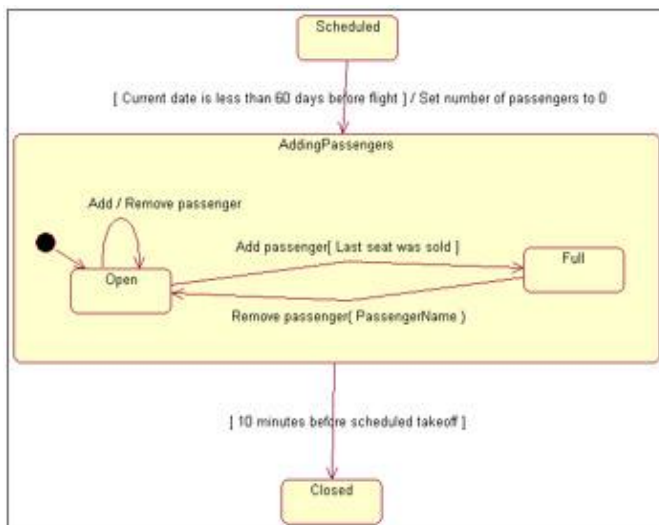 Scheduled
[ Current date is less than 60 days before flight ] / Set number of passengers to 0
AddingPassengers
Add / Remove passenger
Add passenger[ Last seat was sold ]
Open
Full
Remove passenger( PassengerName )
[ 10 minutes before scheduled takeoff ]
Closed